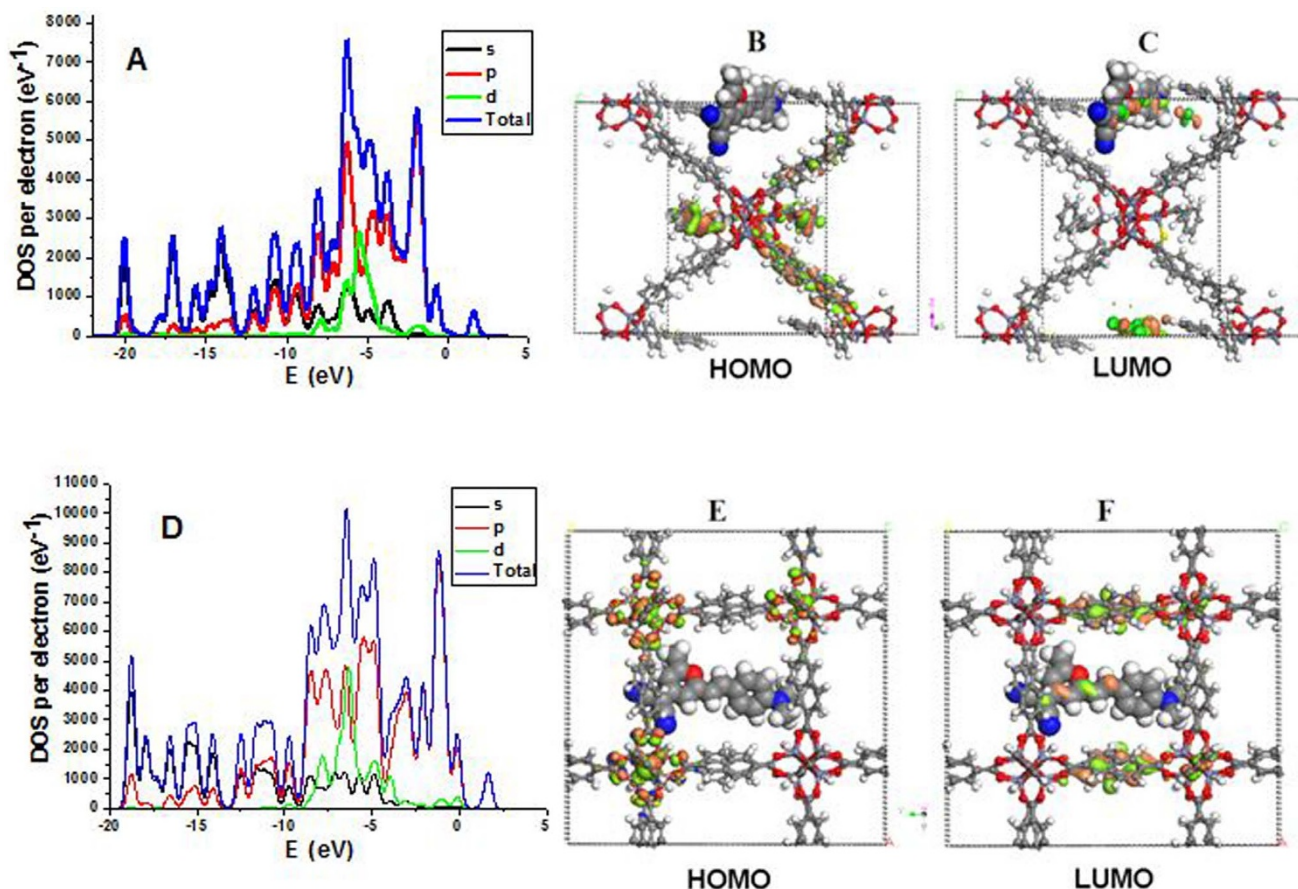 A
DOS per electron (eV⁻¹)
8000
7000
6000
5000
4000
3000
2000
1000
0
-20
-15
-10
-5
0
5
E (eV)
s
p
d
Total
B
HOMO
C
LUMO
D
DOS per electron (eV⁻¹)
11000
10000
9000
8000
7000
6000
5000
4000
3000
2000
1000
0
-20
-15
-10
-5
0
5
E (eV)
s
p
d
Total
E
HOMO
F
LUMO